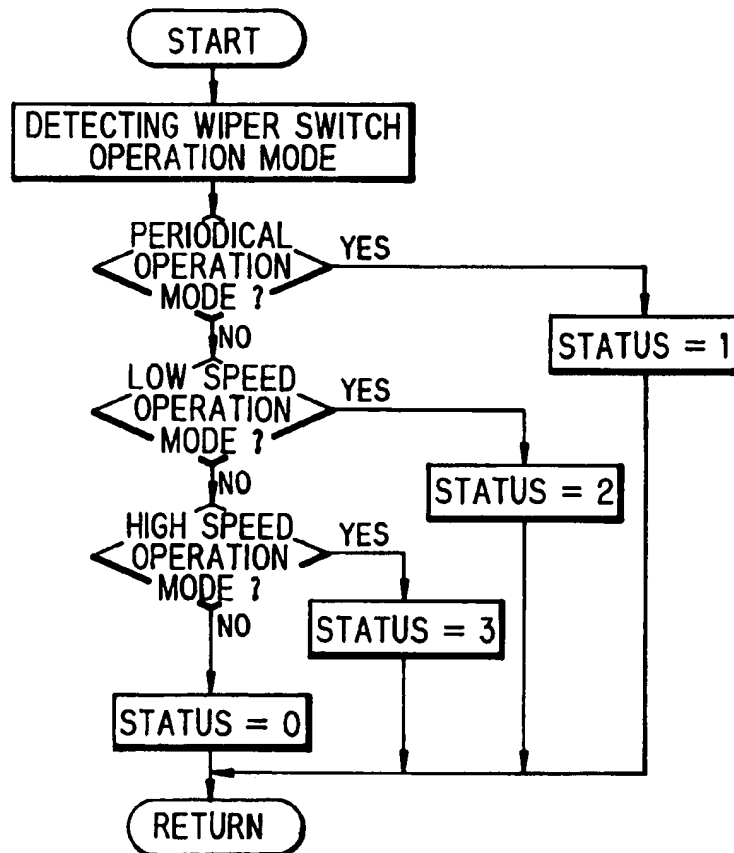 START
DETECTING WIPER SWITCH
OPERATION MODE
PERIODICAL
OPERATION
MODE ?
YES
STATUS = 1
NO
LOW SPEED
OPERATION
MODE ?
YES
STATUS = 2
NO
HIGH SPEED
OPERATION
MODE ?
YES
STATUS = 3
NO
STATUS = 0
RETURN